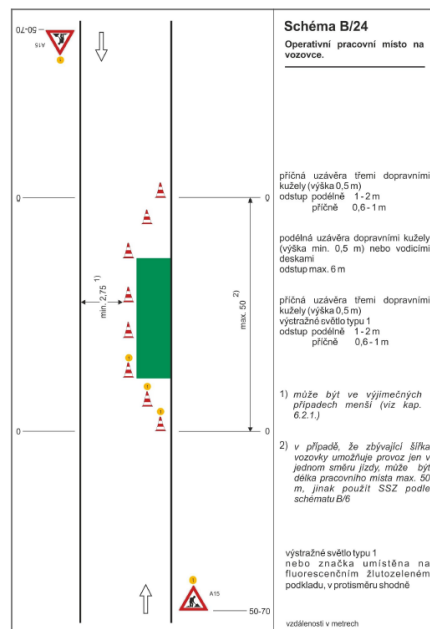 Schéma B/24
Operativní pracovní místo na
vozovce.
50-70
A15
1
příčná uzávěra třemi dopravními
kužely (výška 0,5 m)
odstup podélně 1 - 2 m
příčně 0,6 - 1 m
0
0
podélná uzávěra dopravními kužely
(výška min. 0,5 m) nebo vodicími
deskami
odstup max. 6 m
min. 2,75 1)
max. 50 2)
příčná uzávěra třemi dopravními
kužely (výška 0,5 m)
výstražné světlo typu 1
odstup podélně 1 - 2 m
příčně 0,6 - 1 m
1
1
1
0
0
1) může být ve výjimečných
případech menší (viz kap.
6.2.1.)
2) v případě, že zbývající šířka
vozovky umožňuje provoz jen v
jednom směru jízdy, může být
délka pracovního místa max. 50
m, jinak použít SSZ podle
schématu B/6
výstražné světlo typu 1
nebo značka umístěna na
fluorescenčním žlutozeleném
podkladu, v protisměru shodně
1
A15
50-70
vzdálenosti v metrech